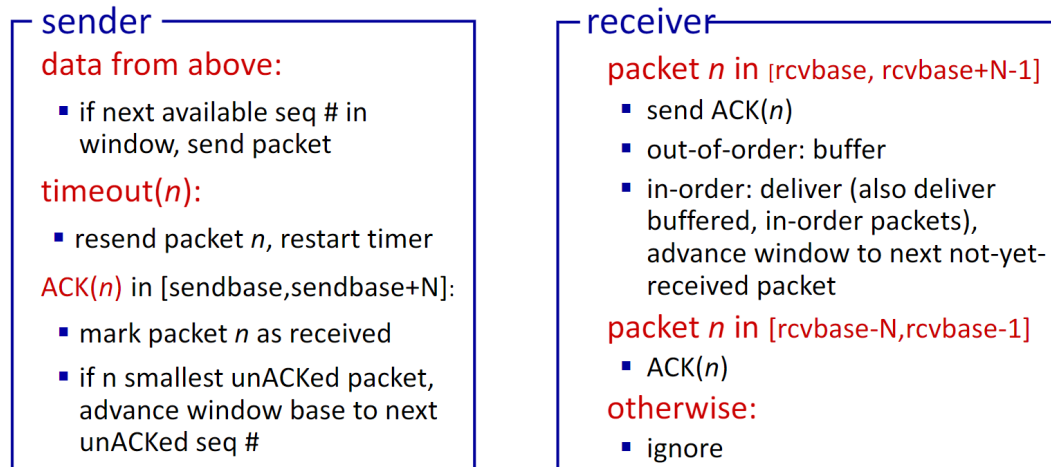 sender
data from above:
▪ if next available seq # in
window, send packet
timeout(n):
▪ resend packet n, restart timer
ACK(n) in [sendbase,sendbase+N]:
▪ mark packet n as received
▪ if n smallest unACKed packet,
advance window base to next
unACKed seq #
receiver
packet n in [rcvbase, rcvbase+N-1]
▪ send ACK(n)
▪ out-of-order: buffer
▪ in-order: deliver (also deliver
buffered, in-order packets),
advance window to next not-yet-
received packet
packet n in [rcvbase-N,rcvbase-1]
▪ ACK(n)
otherwise:
▪ ignore